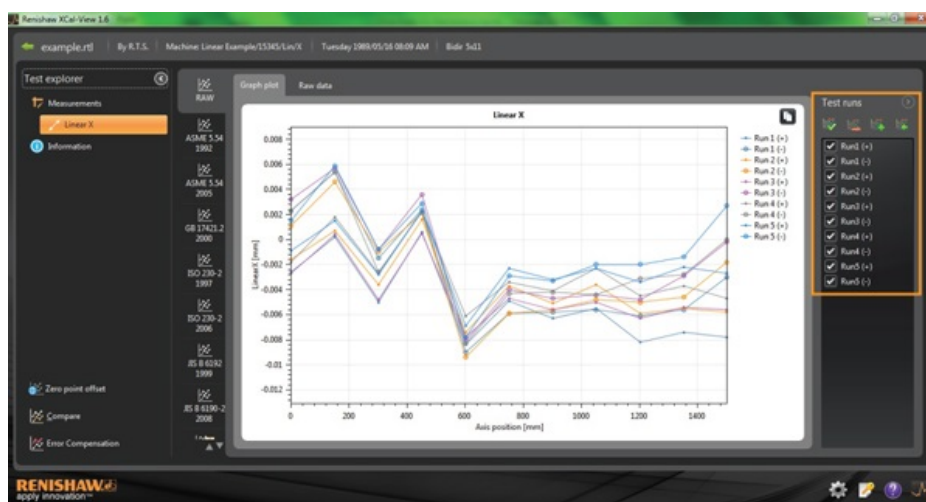 Renishaw XCal-View 1.6
example.rtl
By R.T.S.
Machine: Linear Example/15345/Lin/X
Tuesday 1989/05/16 08:09 AM
Bidir 5x11
Test explorer
Measurements
Linear X
Information
Zero point offset
Compare
Error Compensation
RAW
ASME 5.54
1992
ASME 5.54
2005
GB 17421.2
2000
ISO 230-2
1997
ISO 230-2
2006
JIS B 6192
1999
JIS B 6190-2
2008
Graph plot
Raw data
Linear X
0.008
0.006
0.004
0.002
0
-0.002
-0.004
-0.006
-0.008
-0.01
-0.012
LinearX [mm]
0 200 400 600 800 1000 1200 1400
Axis position [mm]
Run 1 (+)
Run 1 (-)
Run 2 (+)
Run 2 (-)
Run 3 (+)
Run 3 (-)
Run 4 (+)
Run 4 (-)
Run 5 (+)
Run 5 (-)
Test runs
Run1 (+)
Run1 (-)
Run2 (+)
Run2 (-)
Run3 (+)
Run3 (-)
Run4 (+)
Run4 (-)
Run5 (+)
Run5 (-)
RENISHAW
apply innovation™